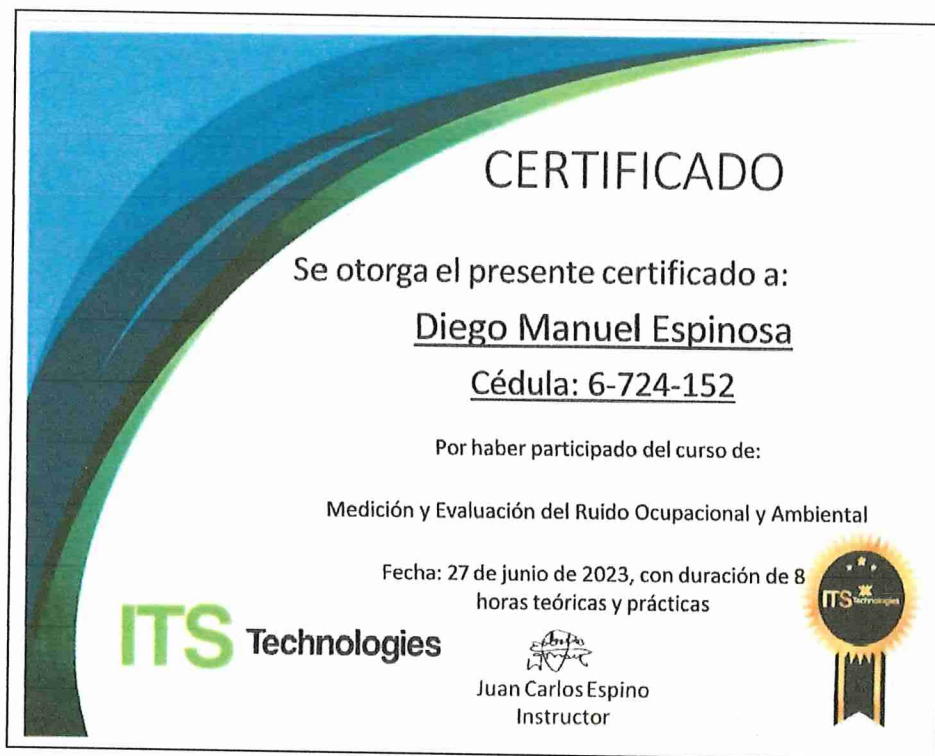 CERTIFICADO
Se otorga el presente certificado a:
Diego Manuel Espinosa
Cédula: 6-724-152
Por haber participado del curso de:
Medición y Evaluación del Ruido Ocupacional y Ambiental
Fecha: 27 de junio de 2023, con duración de 8
horas teóricas y prácticas
ITS Technologies
ITS Technologies
Juan Carlos Espino
Instructor